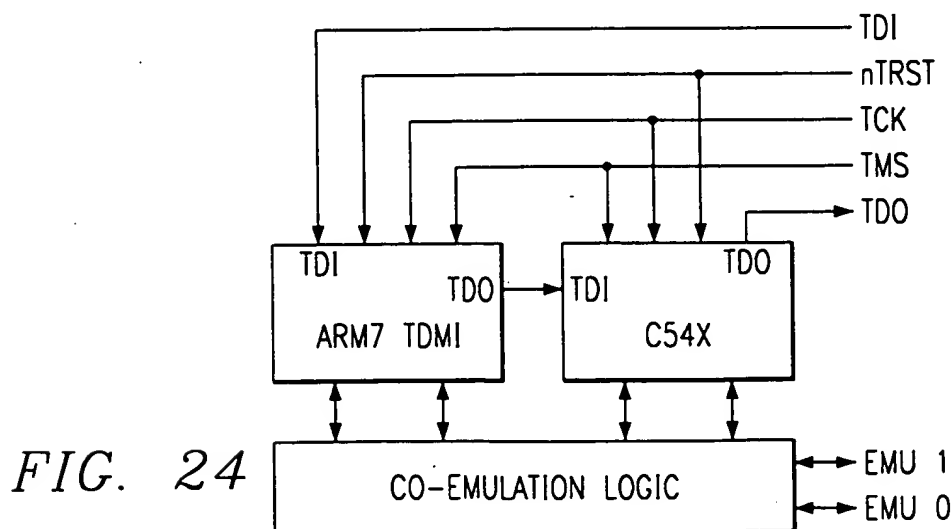 TDI
nTRST
TCK
TMS
TDO
TDI
TDO
TDO
TDI
ARM7 TDMI
C54X
CO-EMULATION LOGIC
EMU 1
EMU 0
FIG. 24